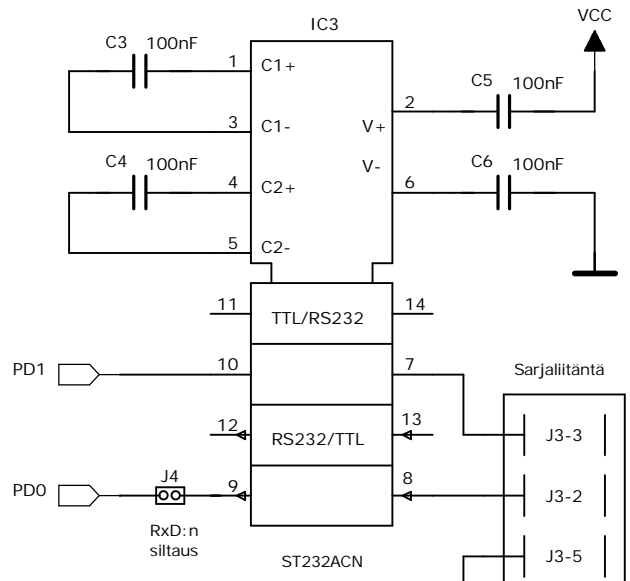 IC3
VCC
C3
100nF
1
C1+
C5
100nF
2
3
C1-
V+
C4
100nF
V-
C6
100nF
4
C2+
6
5
C2-
11
TTL/RS232
14
PD1
10
7
Sarjaliitäntä
12
RS232/TTL
13
J3-3
PD0
J4
9
8
J3-2
RxD:n
siltaus
ST232ACN
J3-5